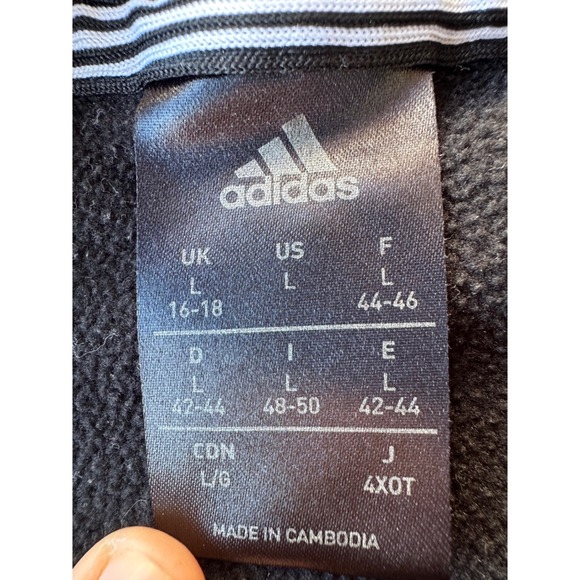 adidas
UK US F
L L L
16-18 44-46
D I E
L L L
42-44 48-50 42-44
CDN J
L/G 4XOT
MADE IN CAMBODIA